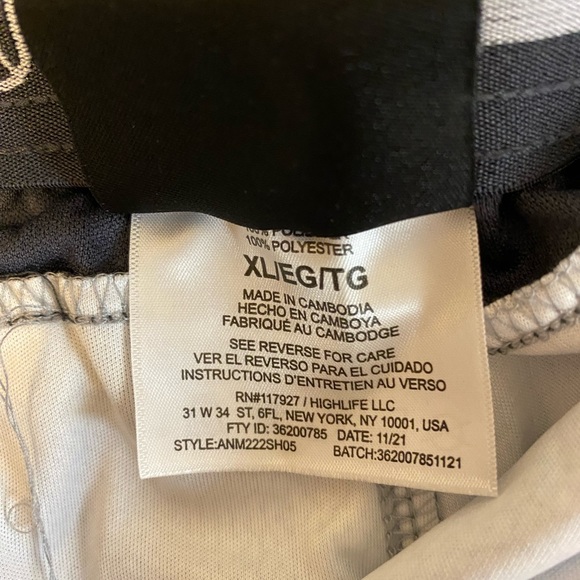 100% POLYESTER
XL/EG/TG
MADE IN CAMBODIA
HECHO EN CAMBOYA
FABRIQUÉ AU CAMBODGE
SEE REVERSE FOR CARE
VER EL REVERSO PARA EL CUIDADO
INSTRUCTIONS D'ENTRETIEN AU VERSO
RN#117927 / HIGHLIFE LLC
31 W 34 ST, 6FL, NEW YORK, NY 10001, USA
FTY ID: 36200785 DATE: 11/21
STYLE:ANM222SH05 BATCH:362007851121